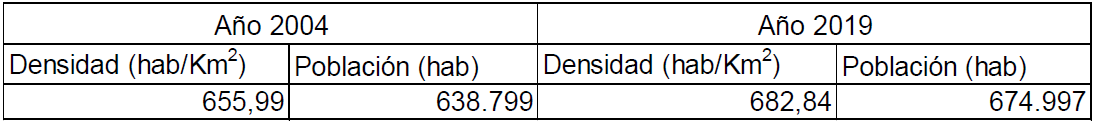 Año 2004 Año 2019
Densidad (hab/Km²) Población (hab) Densidad (hab/Km²) Población (hab)
655,99 638.799 682,84 674.997